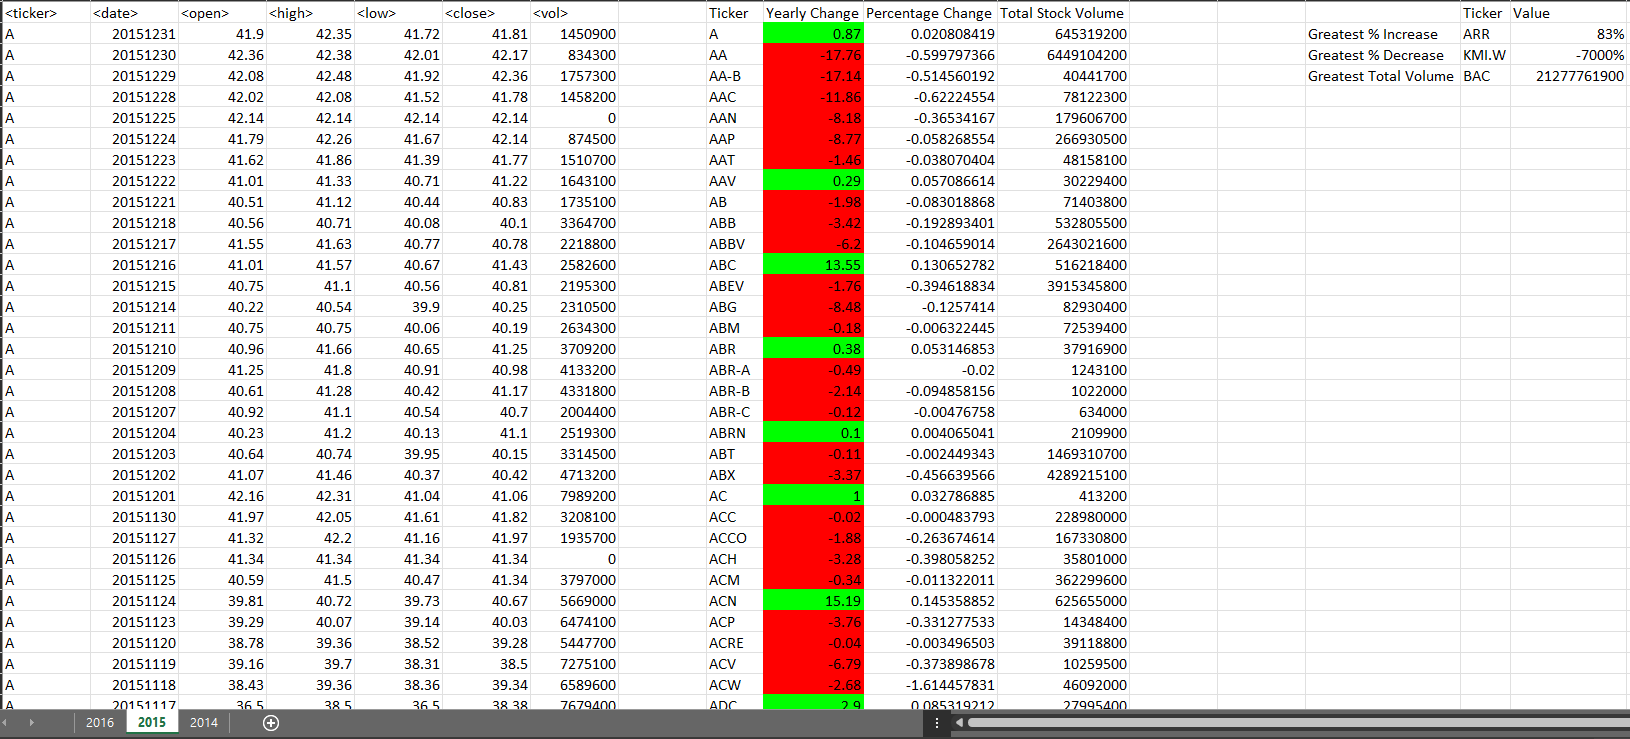 <ticker> <date> <open> <high> <low> <close> <vol> Ticker Yearly Change Percentage Change Total Stock Volume Ticker Value
A 20151231 41.9 42.35 41.72 41.81 1450900 A 0.87 0.020808419 645319200 Greatest % Increase ARR 83%
A 20151230 42.36 42.38 42.01 42.17 834300 AA -17.76 -0.599797366 6449104200 Greatest % Decrease KMI.W -7000%
A 20151229 42.08 42.48 41.92 42.36 1757300 AA-B -17.14 -0.514560192 40441700 Greatest Total Volume BAC 21277761900
A 20151228 42.02 42.08 41.52 41.78 1458200 AAC -11.86 -0.62224554 78122300
A 20151225 42.14 42.14 42.14 42.14 0 AAN -8.18 -0.36534167 179606700
A 20151224 41.79 42.26 41.67 42.14 874500 AAP -8.77 -0.058268554 266930500
A 20151223 41.62 41.86 41.39 41.77 1510700 AAT -1.46 -0.038070404 48158100
A 20151222 41.01 41.33 40.71 41.22 1643100 AAV 0.29 0.057086614 30229400
A 20151221 40.51 41.12 40.44 40.83 1735100 AB -1.98 -0.083018868 71403800
A 20151218 40.56 40.71 40.08 40.1 3364700 ABB -3.42 -0.192893401 532805500
A 20151217 41.55 41.63 40.77 40.78 2218800 ABBV -6.2 -0.104659014 2643021600
A 20151216 41.01 41.57 40.67 41.43 2582600 ABC 13.55 0.130652782 516218400
A 20151215 40.75 41.1 40.56 40.81 2195300 ABEV -1.76 -0.394618834 3915345800
A 20151214 40.22 40.54 39.9 40.25 2310500 ABG -8.48 -0.1257414 82930400
A 20151211 40.75 40.75 40.06 40.19 2634300 ABM -0.18 -0.006322445 72539400
A 20151210 40.96 41.66 40.65 41.25 3709200 ABR 0.38 0.053146853 37916900
A 20151209 41.25 41.8 40.91 40.98 4133200 ABR-A -0.49 -0.02 1243100
A 20151208 40.61 41.28 40.42 41.17 4331800 ABR-B -2.14 -0.094858156 1022000
A 20151207 40.92 41.1 40.54 40.7 2004400 ABR-C -0.12 -0.00476758 634000
A 20151204 40.23 41.2 40.13 41.1 2519300 ABRN 0.1 0.004065041 2109900
A 20151203 40.64 40.74 39.95 40.15 3314500 ABT -0.11 -0.002449343 1469310700
A 20151202 41.07 41.46 40.37 40.42 4713200 ABX -3.37 -0.456639566 4289215100
A 20151201 42.16 42.31 41.04 41.06 7989200 AC 1 0.032786885 413200
A 20151130 41.97 42.05 41.61 41.82 3208100 ACC -0.02 -0.000483793 228980000
A 20151127 41.32 42.2 41.16 41.97 1935700 ACCO -1.88 -0.263674614 167330800
A 20151126 41.34 41.34 41.34 41.34 0 ACH -3.28 -0.398058252 35801000
A 20151125 40.59 41.5 40.47 41.34 3797000 ACM -0.34 -0.011322011 362299600
A 20151124 39.81 40.72 39.73 40.67 5669000 ACN 15.19 0.145358852 625655000
A 20151123 39.29 40.07 39.14 40.03 6474100 ACP -3.76 -0.331277533 14348400
A 20151120 38.78 39.36 38.52 39.28 5447700 ACRE -0.04 -0.003496503 39118800
A 20151119 39.16 39.7 38.31 38.5 7275100 ACV -6.79 -0.373898678 10259500
A 20151118 38.43 39.36 38.36 39.34 6589600 ACW -2.68 -1.614457831 46092000
A 20151117 36.5 38.5 36.5 38.38 7679400 ADC 2.9 0.085319212 27995400
2016 2015 2014